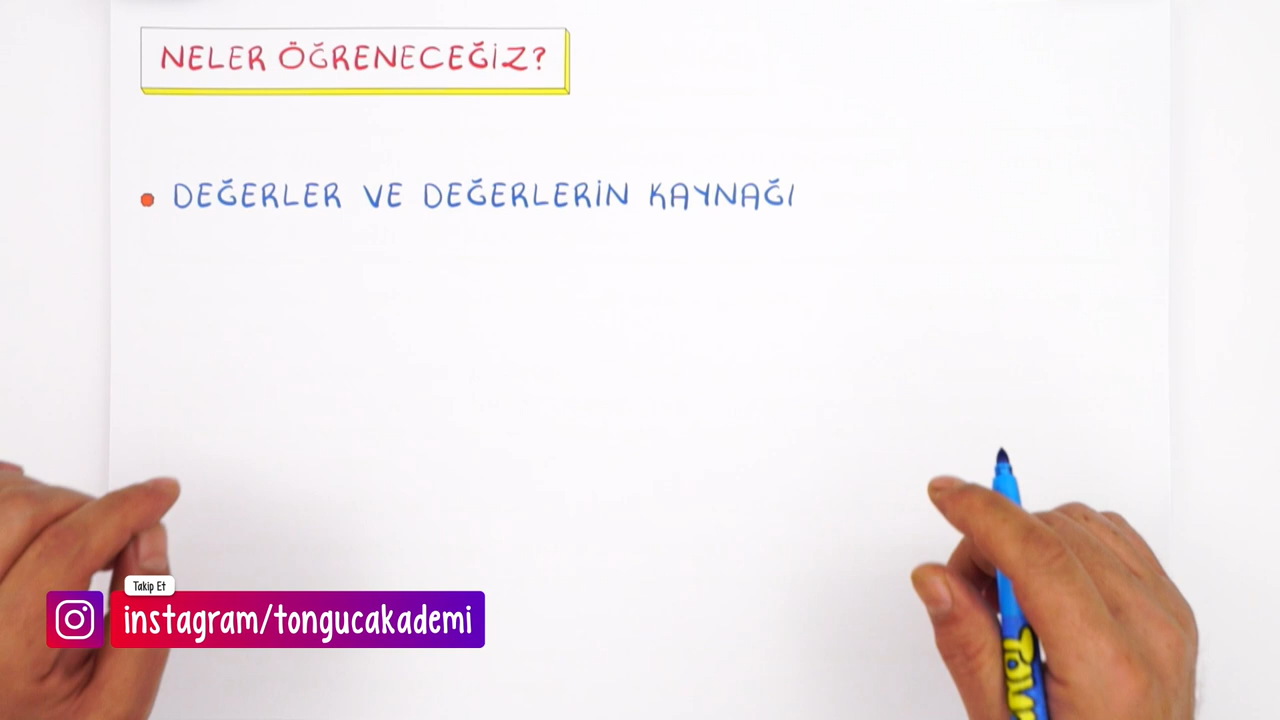 NELER ÖĞRENECEĞİZ?
DEĞERLER VE DEĞERLERİN KAYNAĞI
Takip Et
instagram/tongucakademi